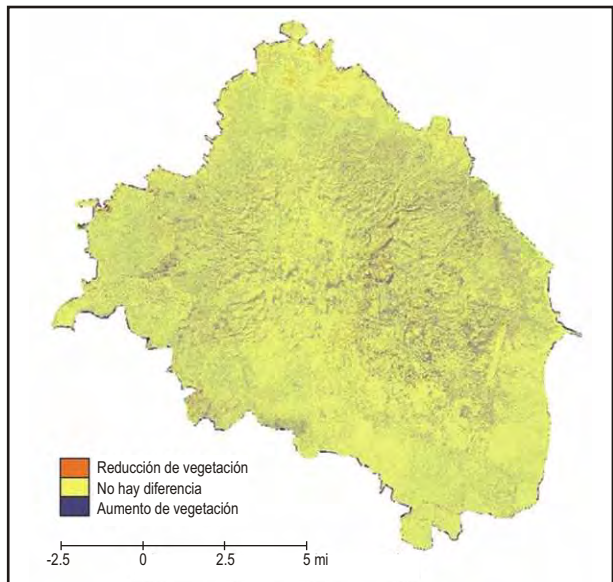 Reducción de vegetación
No hay diferencia
Aumento de vegetación
-2.5 0 2.5 5 mi